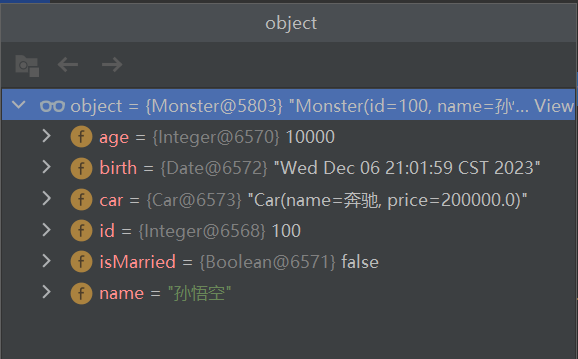 object
object = {Monster@5803} "Monster(id=100, name=孙... View
f age = {Integer@6570} 10000
f birth = {Date@6572} "Wed Dec 06 21:01:59 CST 2023"
f car = {Car@6573} "Car(name=奔驰, price=200000.0)"
f id = {Integer@6568} 100
f isMarried = {Boolean@6571} false
f name = "孙悟空"